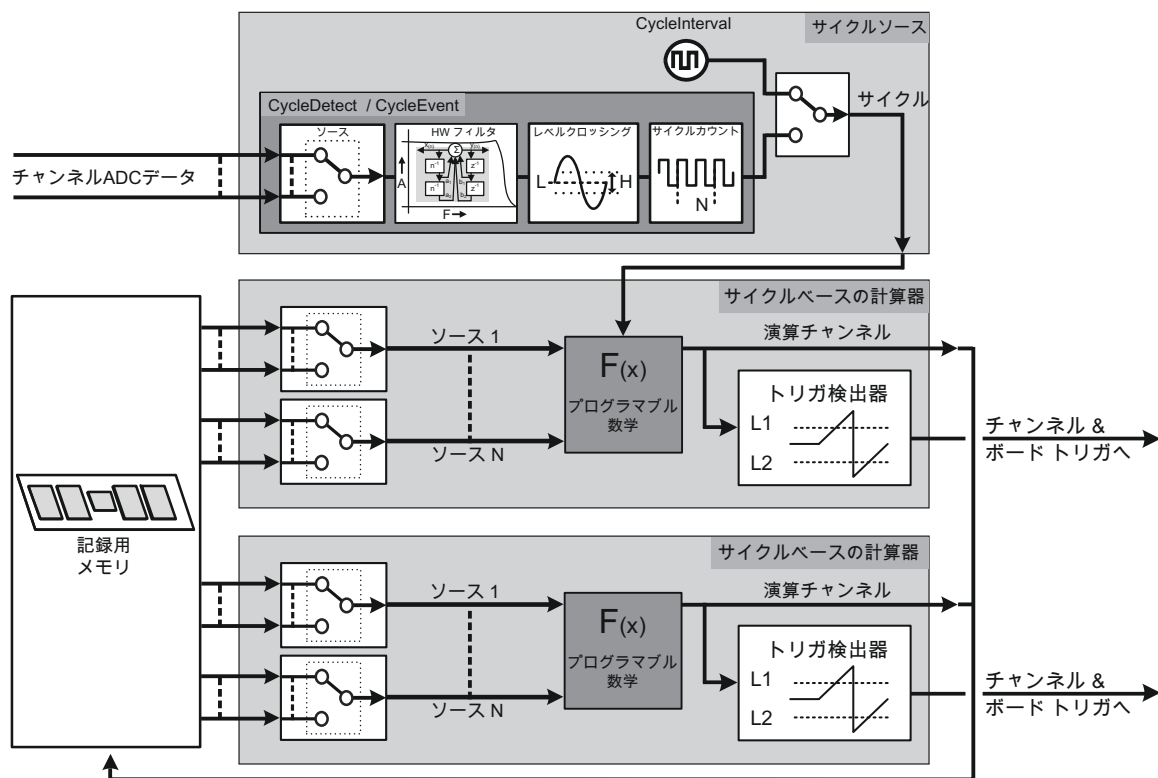 CycleInterval
サイクルソース
CycleDetect / CycleEvent
サイクル
ソース
HW フィルタ
レベルクロッシング
サイクルカウント
チャンネルADCデータ
A
F
Σ
n⁻¹
z⁻¹
n⁻¹
z⁻¹
L
H
N
サイクルベースの計算器
ソース 1
F(x)
プログラマブル
数学
ソース N
演算チャンネル
トリガ検出器
L1
L2
チャンネル &
ボード トリガへ
記録用
メモリ
サイクルベースの計算器
ソース 1
F(x)
プログラマブル
数学
ソース N
演算チャンネル
トリガ検出器
L1
L2
チャンネル &
ボード トリガへ